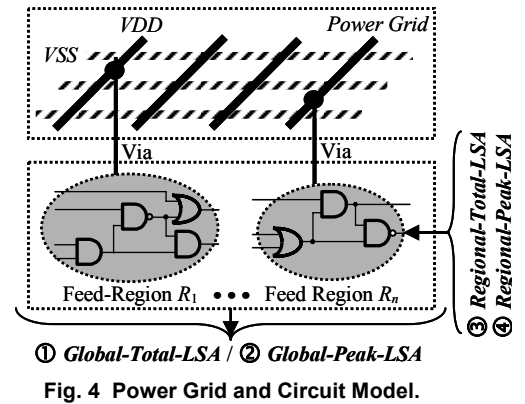 VDD
Power Grid
VSS
Via
Via
Feed-Region R1 ••• Feed Region Rn
③ Regional-Total-LSA
④ Regional-Peak-LSA
① Global-Total-LSA / ② Global-Peak-LSA
Fig. 4 Power Grid and Circuit Model.